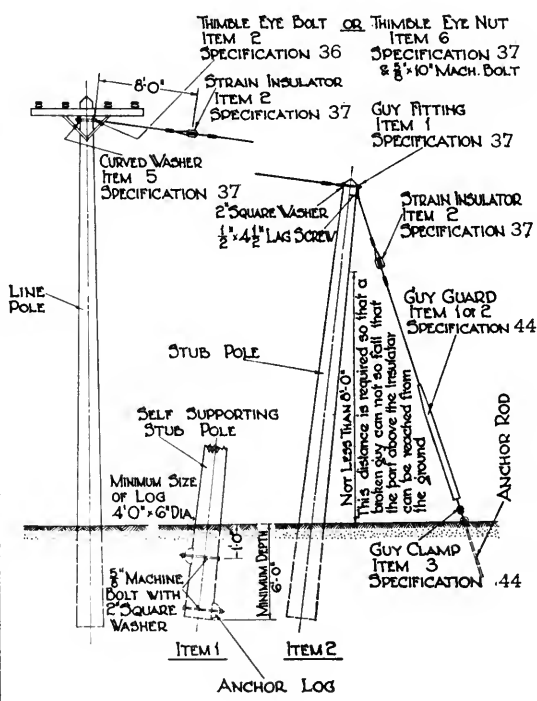 THIMBLE EYE BOLT OR THIMBLE EYE NUT
ITEM 2
SPECIFICATION 36
ITEM 6
SPECIFICATION 37
& 5/8" x 10" MACH. BOLT
8'-0"
STRAIN INSULATOR
ITEM 2
SPECIFICATION 37
GUY FITTING
ITEM 1
SPECIFICATION 37
CURVED WASHER
ITEM 5
SPECIFICATION 37
2" SQUARE WASHER
1/2" x 4 1/2" LAG SCREW
STRAIN INSULATOR
ITEM 2
SPECIFICATION 37
LINE
POLE
GUY GUARD
ITEM 1 OR 2
SPECIFICATION 44
STUB POLE
NOT LESS THAN 8'-0"
This distance is required so that a
broken guy can not so fall that
the part above the insulator
can be reached from
the ground
ANCHOR ROD
SELF SUPPORTING
STUB POLE
MINIMUM SIZE
OF LOG
4'0" x 6" DIA.
1'-0"
MINIMUM DEPTH
6'-0"
GUY CLAMP
ITEM 3
SPECIFICATION 44
5/8" MACHINE
BOLT WITH
2" SQUARE
WASHER
ITEM 1
ITEM 2
ANCHOR LOG